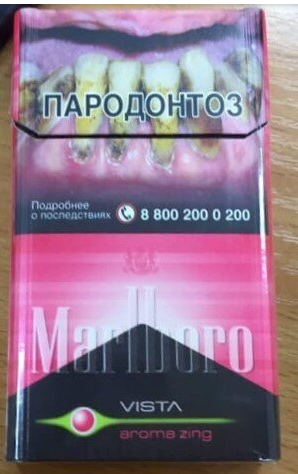 ПАРОДОНТОЗ
Подробнее
о последствиях 8 800 200 0 200
Marlboro
VISTA
aroma zing